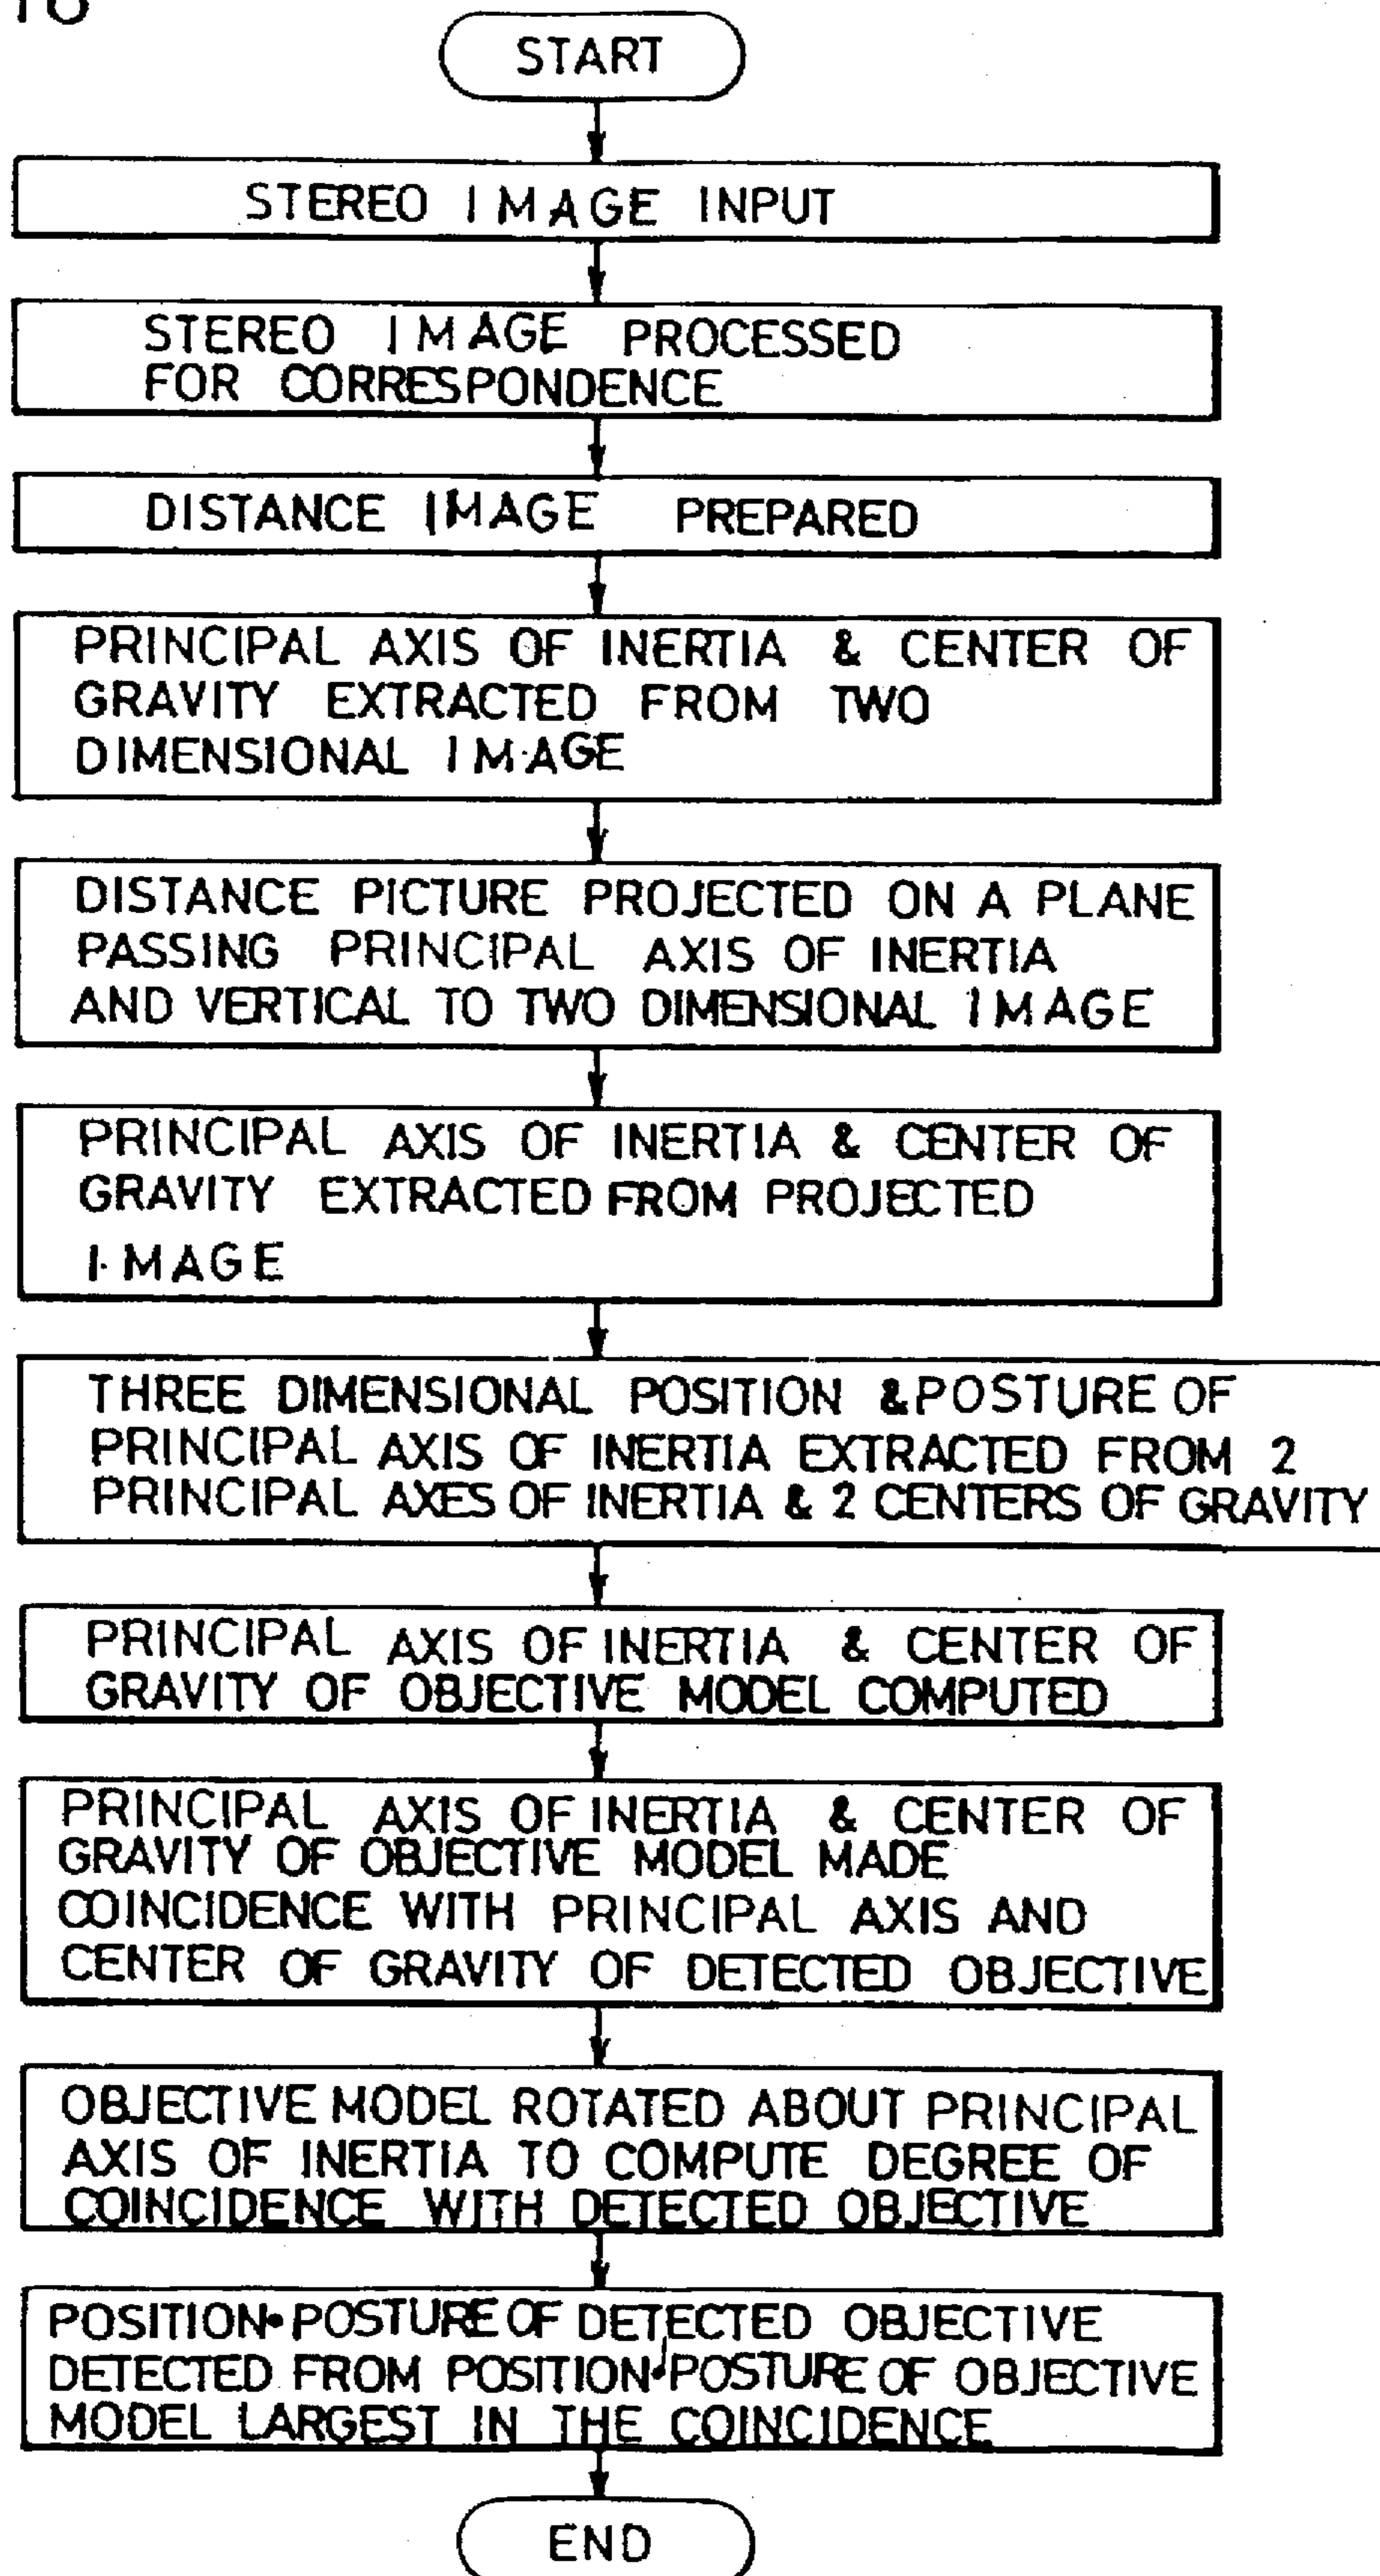 START
STEREO IMAGE INPUT
STEREO IMAGE PROCESSED
FOR CORRESPONDENCE
DISTANCE IMAGE PREPARED
PRINCIPAL AXIS OF INERTIA & CENTER OF
GRAVITY EXTRACTED FROM TWO
DIMENSIONAL IMAGE
DISTANCE PICTURE PROJECTED ON A PLANE
PASSING PRINCIPAL AXIS OF INERTIA
AND VERTICAL TO TWO DIMENSIONAL IMAGE
PRINCIPAL AXIS OF INERTIA & CENTER OF
GRAVITY EXTRACTED FROM PROJECTED
IMAGE
THREE DIMENSIONAL POSITION & POSTURE OF
PRINCIPAL AXIS OF INERTIA EXTRACTED FROM 2
PRINCIPAL AXES OF INERTIA & 2 CENTERS OF GRAVITY
PRINCIPAL AXIS OF INERTIA & CENTER OF
GRAVITY OF OBJECTIVE MODEL COMPUTED
PRINCIPAL AXIS OF INERTIA & CENTER OF
GRAVITY OF OBJECTIVE MODEL MADE
COINCIDENCE WITH PRINCIPAL AXIS AND
CENTER OF GRAVITY OF DETECTED OBJECTIVE
OBJECTIVE MODEL ROTATED ABOUT PRINCIPAL
AXIS OF INERTIA TO COMPUTE DEGREE OF
COINCIDENCE WITH DETECTED OBJECTIVE
POSITION•POSTURE OF DETECTED OBJECTIVE
DETECTED FROM POSITION•POSTURE OF OBJECTIVE
MODEL LARGEST IN THE COINCIDENCE
END